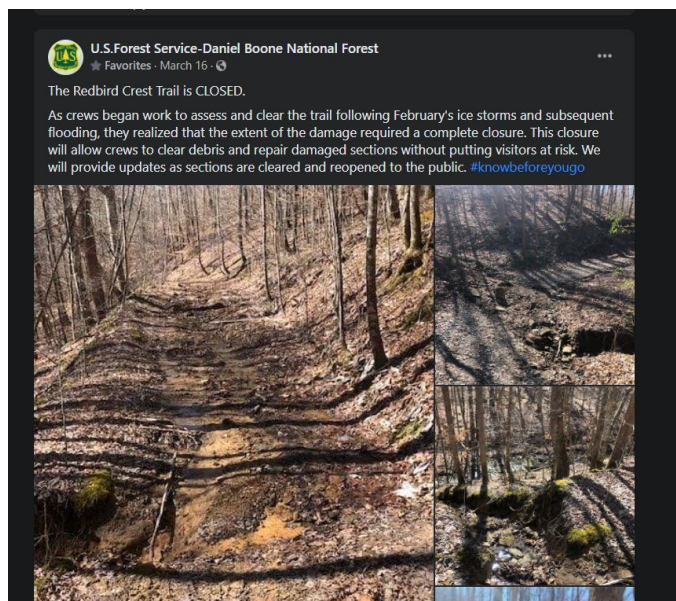 U.S.Forest Service-Daniel Boone National Forest
Favorites · March 16 ·
The Redbird Crest Trail is CLOSED.
As crews began work to assess and clear the trail following February's ice storms and subsequent
flooding, they realized that the extent of the damage required a complete closure. This closure
will allow crews to clear debris and repair damaged sections without putting visitors at risk. We
will provide updates as sections are cleared and reopened to the public. #knowbeforeyougo